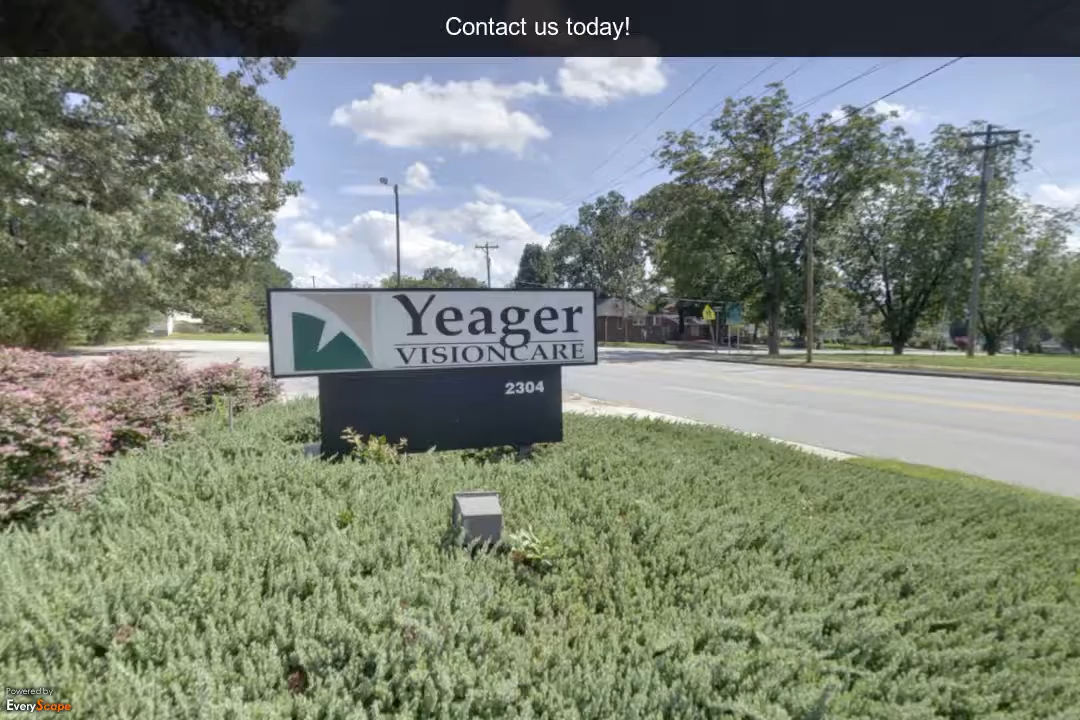 Contact us today!
Yeager
VISIONCARE
2304
Powered by
EveryScape